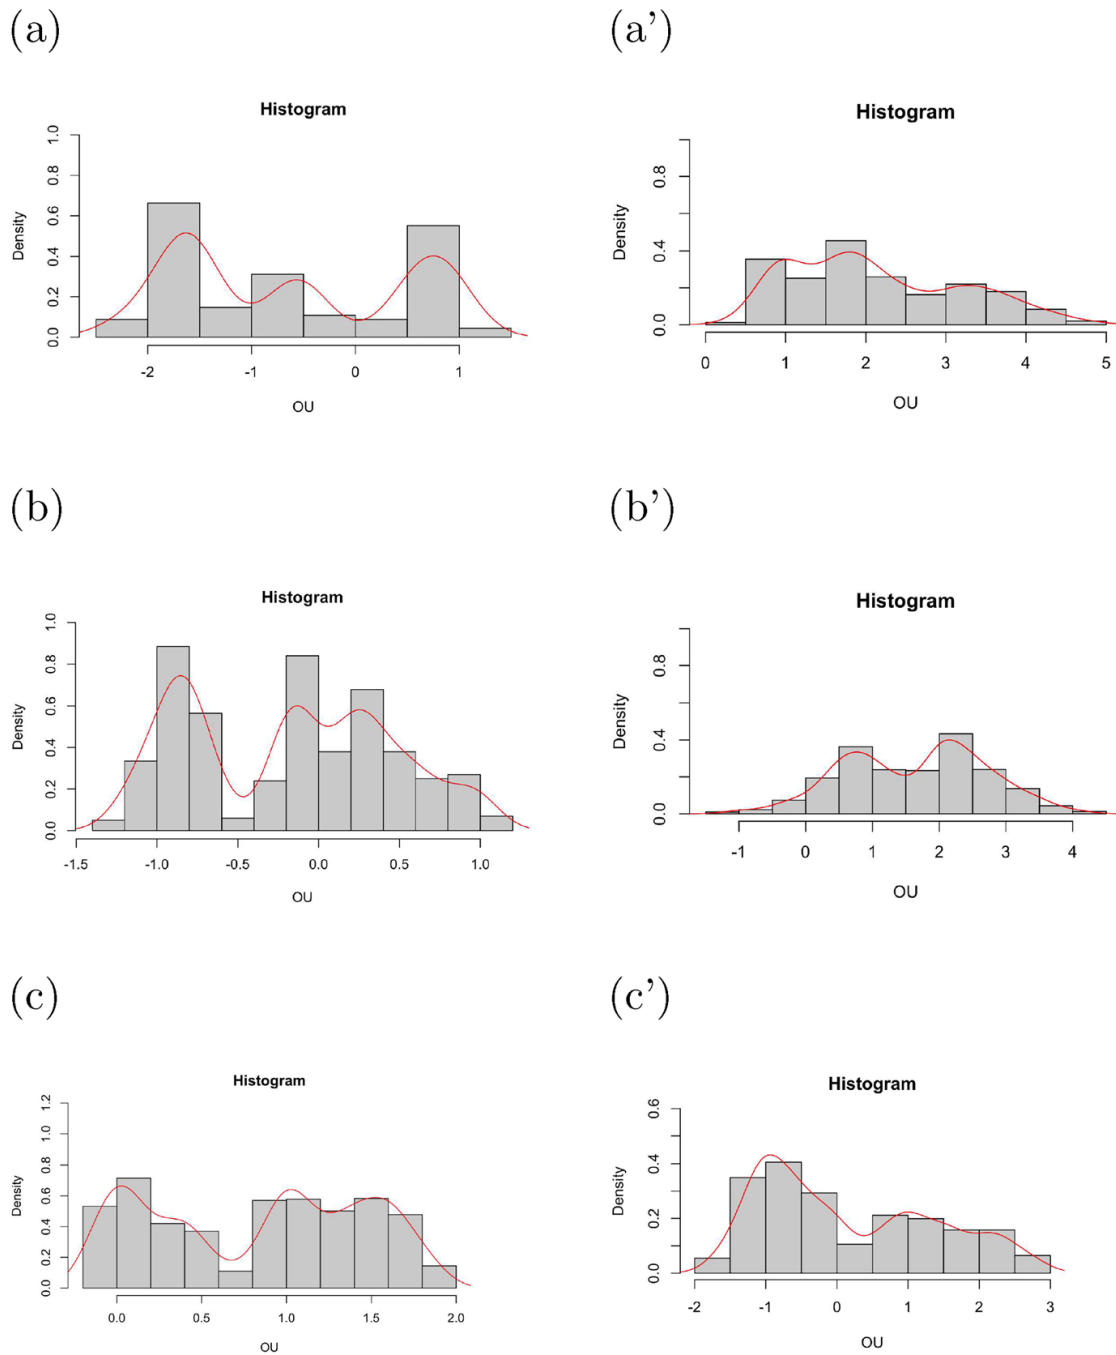 (a)
Histogram
Density
0.0 0.2 0.4 0.6 0.8 1.0
-2 -1 0 1
OU
(a')
Histogram
Density
0.0 0.4 0.8
0 1 2 3 4 5
OU
(b)
Histogram
Density
0.0 0.2 0.4 0.6 0.8 1.0
-1.5 -1.0 -0.5 0.0 0.5 1.0
OU
(b')
Histogram
Density
0.0 0.4 0.8
-1 0 1 2 3 4
OU
(c)
Histogram
Density
0.0 0.2 0.4 0.6 0.8 1.0 1.2
0.0 0.5 1.0 1.5 2.0
OU
(c')
Histogram
Density
0.0 0.2 0.4 0.6
-2 -1 0 1 2 3
OU